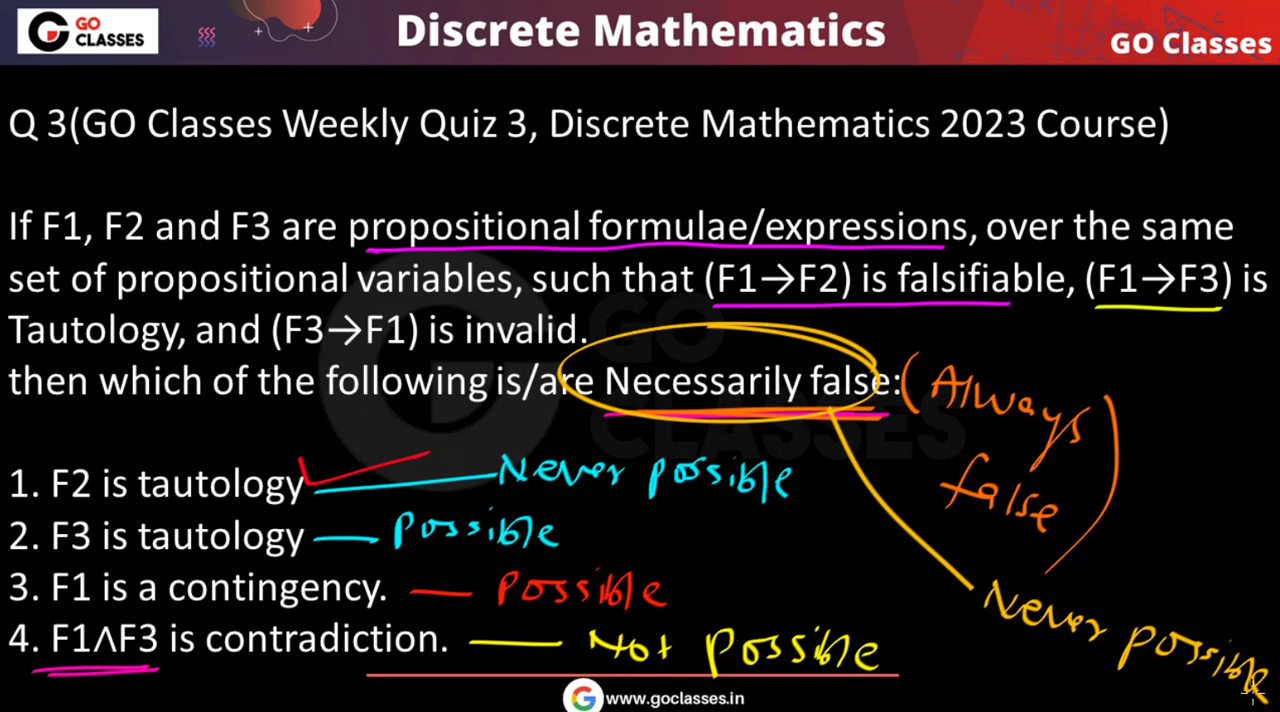 GO CLASSES
Discrete Mathematics
GO Classes
Q 3(GO Classes Weekly Quiz 3, Discrete Mathematics 2023 Course)
If F1, F2 and F3 are propositional formulae/expressions, over the same
set of propositional variables, such that (F1→F2) is falsifiable, (F1→F3) is
Tautology, and (F3→F1) is invalid.
then which of the following is/are Necessarily false: (Always false)
1. F2 is tautology Never possible
2. F3 is tautology Possible
3. F1 is a contingency. Possible
4. F1∧F3 is contradiction. Not Possible
Never possible
GO CLASSES
www.goclasses.in